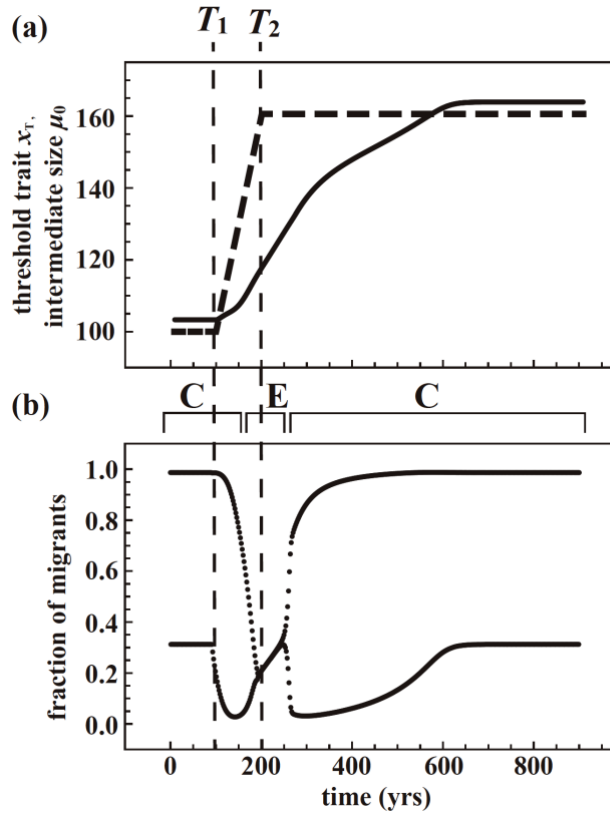 (a)
T1 T2
threshold trait xT,
intermediate size μ0
160
140
120
100
(b)
C E C
fraction of migrants
1.0
0.8
0.6
0.4
0.2
0.0
0 200 400 600 800
time (yrs)